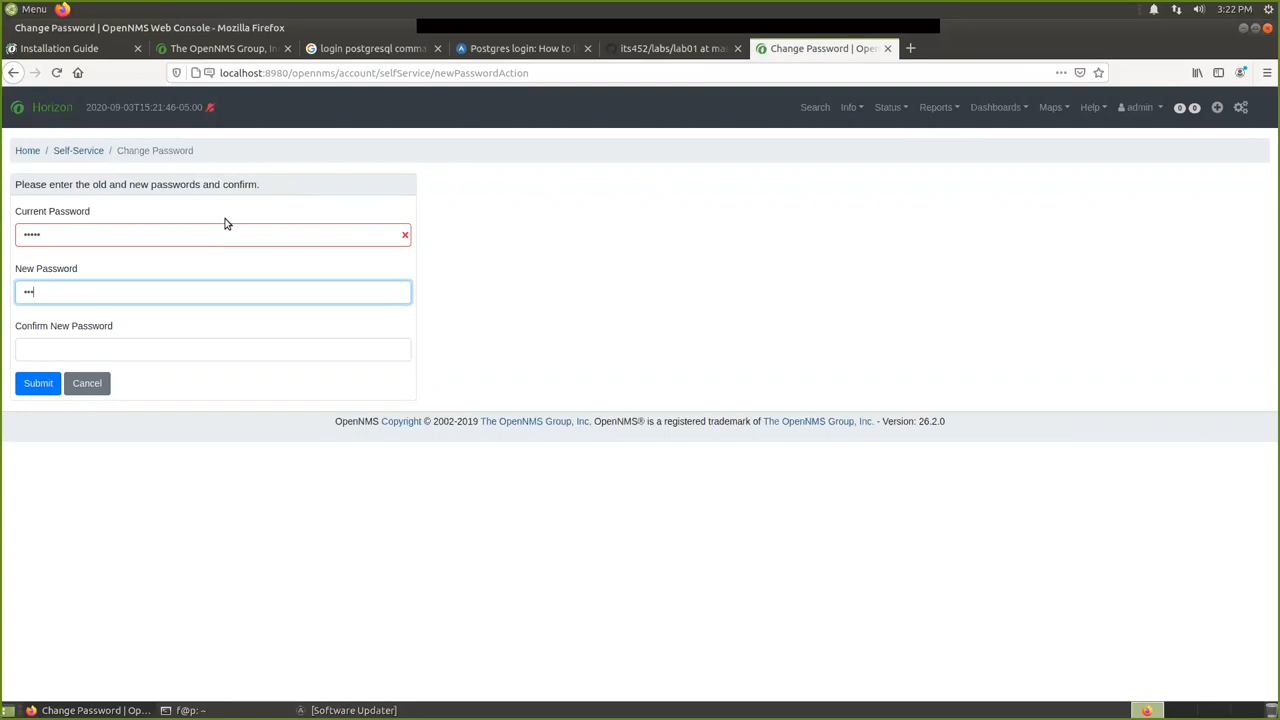 Menu
3:22 PM
Change Password | OpenNMS Web Console - Mozilla Firefox
Installation Guide
The OpenNMS Group, In
login postgresql comma
Postgres login: How to l
its452/labs/lab01 at mas
Change Password | Open
localhost:8980/opennms/account/selfService/newPasswordAction
Horizon 2020-09-03T15:21:46-05:00
Search Info Status Reports Dashboards Maps Help admin 0 0
Home / Self-Service / Change Password
Please enter the old and new passwords and confirm.
Current Password
•••••
New Password
•••
Confirm New Password
Submit Cancel
OpenNMS Copyright © 2002-2019 The OpenNMS Group, Inc. OpenNMS® is a registered trademark of The OpenNMS Group, Inc. - Version: 26.2.0
Change Password | Op...
f@p: ~
[Software Updater]